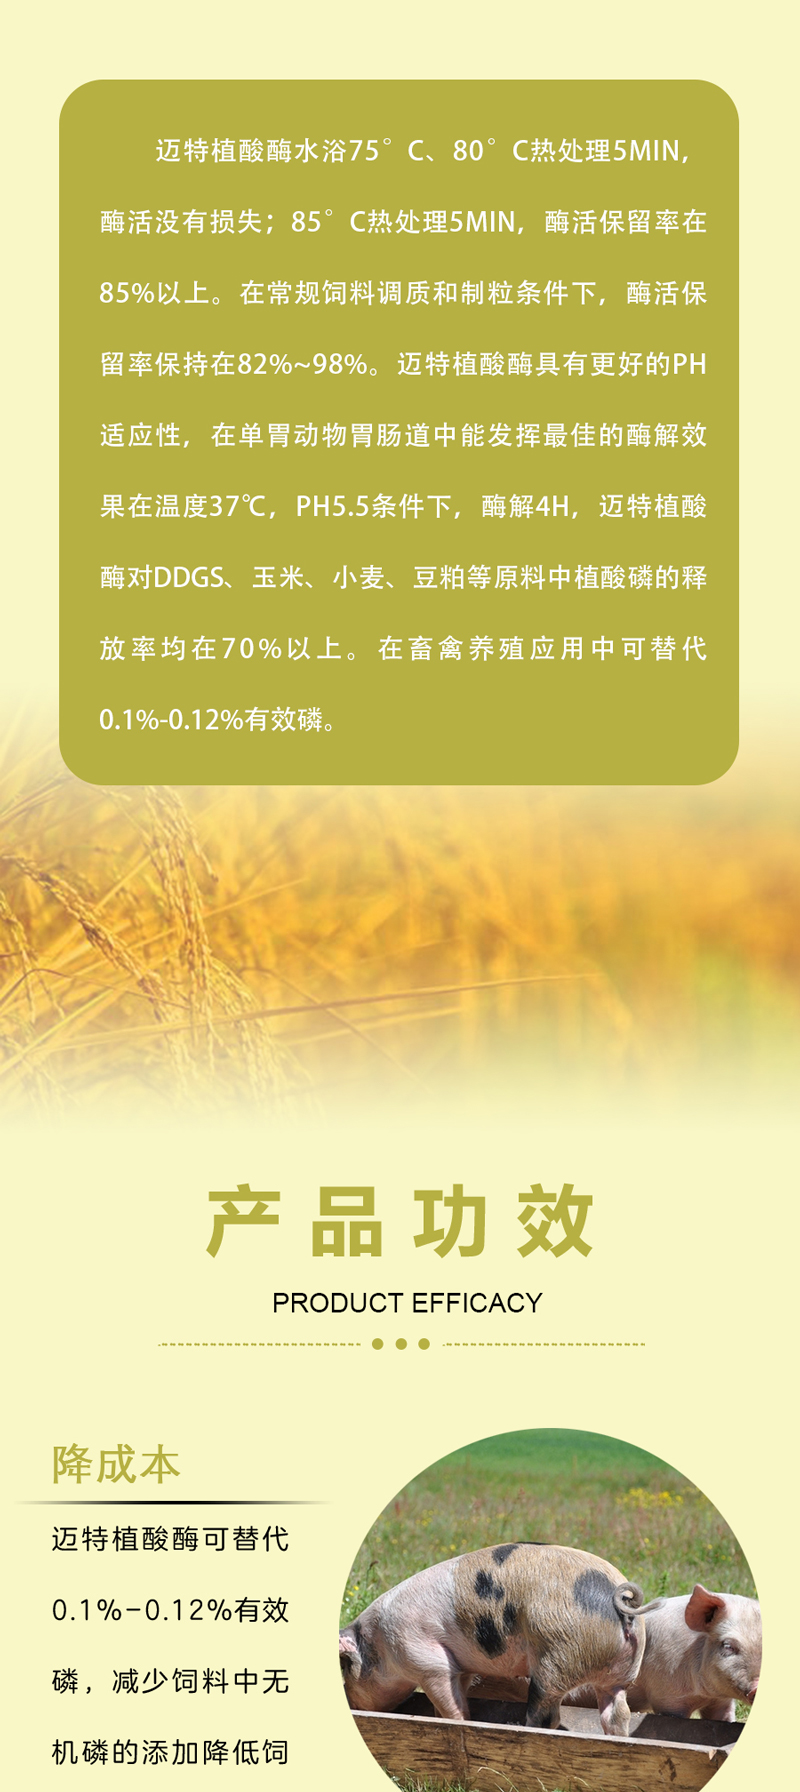 迈特植酸酶水浴75°C、80°C热处理5MIN，
酶活没有损失；85°C热处理5MIN，酶活保留率在
85%以上。在常规饲料调质和制粒条件下，酶活保
留率保持在82%~98%。迈特植酸酶具有更好的PH
适应性，在单胃动物胃肠道中能发挥最佳的酶解效
果在温度37℃，PH5.5条件下，酶解4H，迈特植酸
酶对DDGS、玉米、小麦、豆粕等原料中植酸磷的释
放率均在70%以上。在畜禽养殖应用中可替代
0.1%-0.12%有效磷。
产品功效
PRODUCT EFFICACY
降成本
迈特植酸酶可替代
0.1%-0.12%有效
磷，减少饲料中无
机磷的添加降低饲